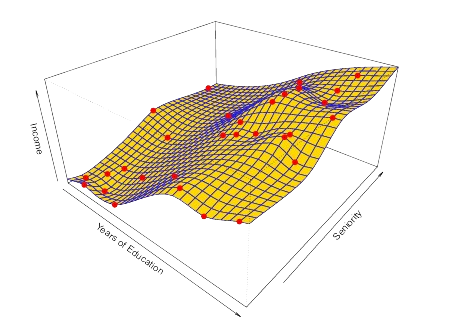 Income
Years of Education
Seniority